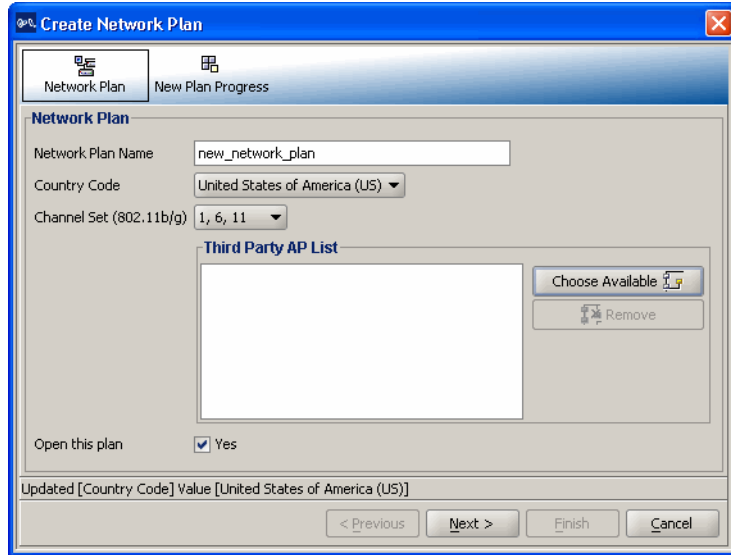 Create Network Plan
Network Plan New Plan Progress
Network Plan
Network Plan Name new_network_plan
Country Code United States of America (US)
Channel Set (802.11b/g) 1, 6, 11
Third Party AP List
Choose Available
Remove
Open this plan Yes
Updated [Country Code] Value [United States of America (US)]
< Previous Next > Finish Cancel